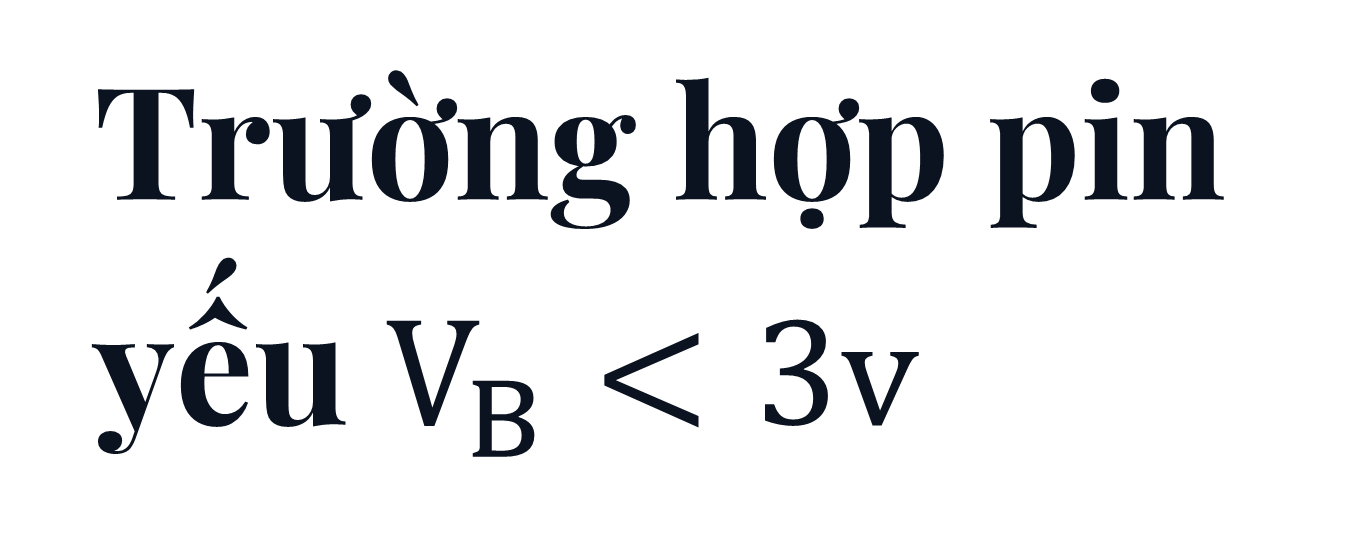 Trường hợp pin
yếu V_B < 3v